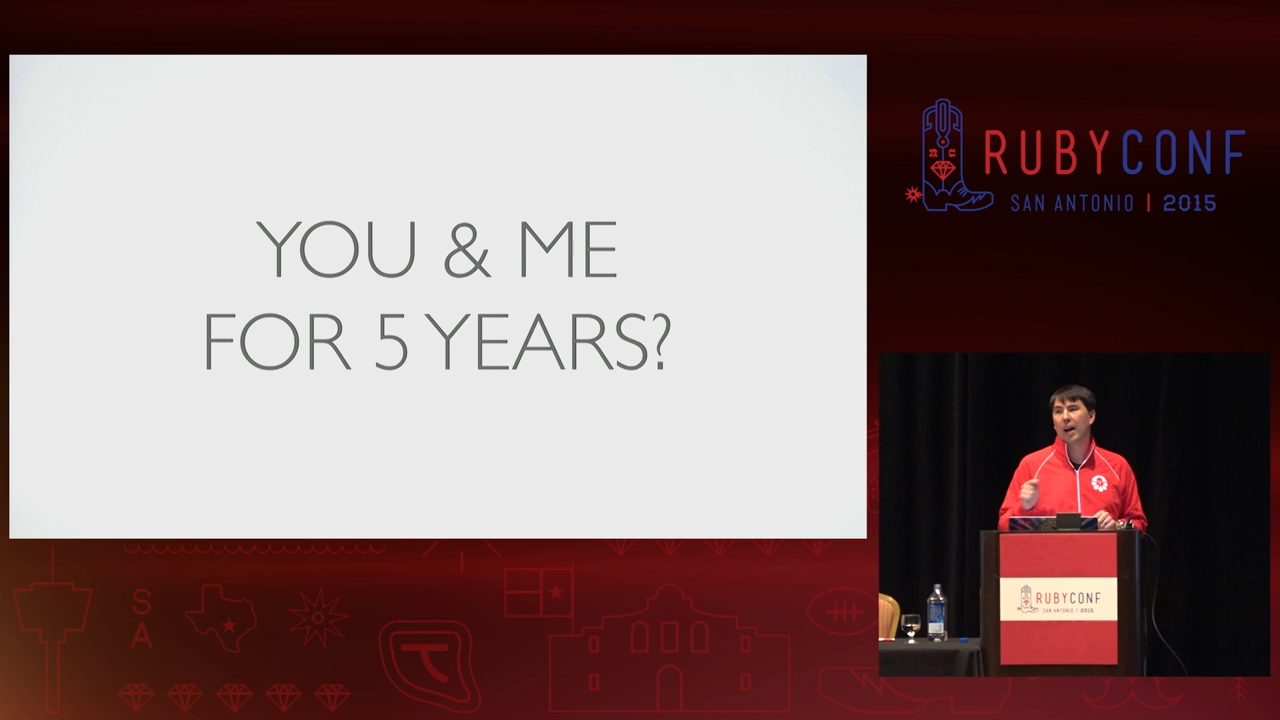 YOU & ME
FOR 5 YEARS?
RUBYCONF
SAN ANTONIO | 2015
RUBYCONF
SAN ANTONIO | 2015
S
A